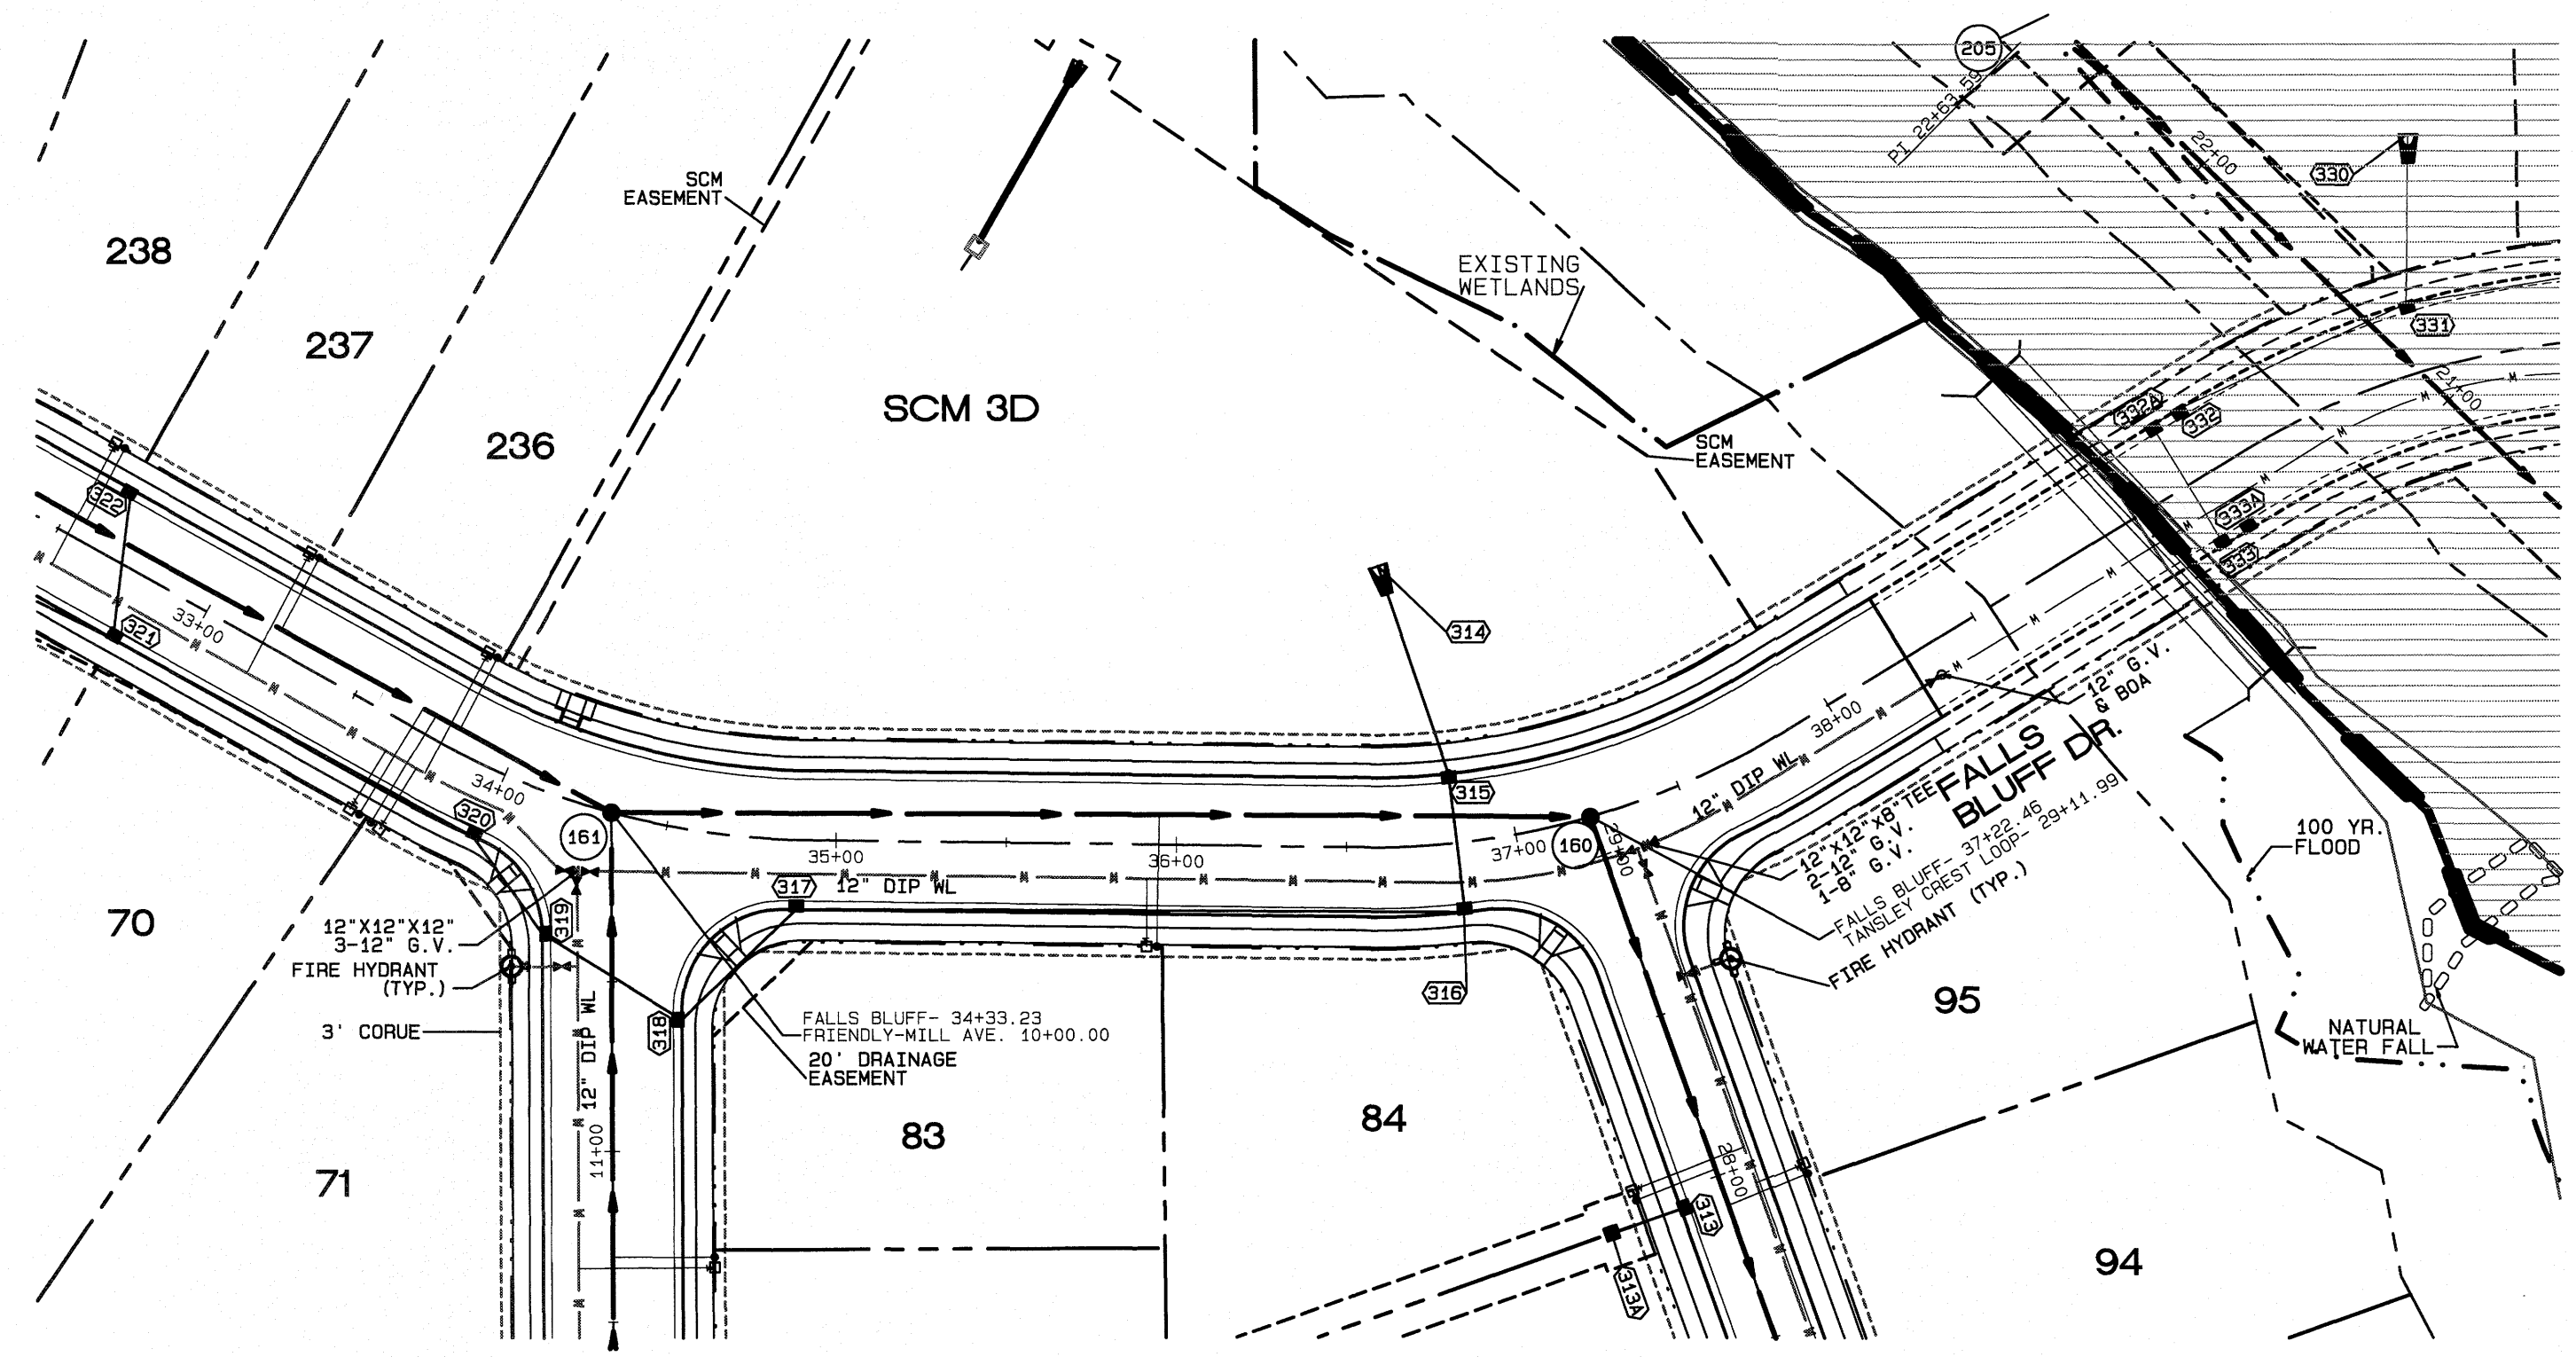 205
PI 22+63.59
22+00
330
SCM
EASEMENT
238
EXISTING
WETLANDS
331
237
21+00
SCM 3D
332A
332
236
SCM
EASEMENT
322
333A
333
33+00
321
314
12" G.V.
& BOA
38+00
FALLS
BLUFF DR.
34+00
315
12" DIP WL
320
161
160
29+00
12"X12"X8" TEE
2-12" G.V.
1-8" G.V.
100 YR.
FLOOD
35+00
36+00
37+00
317
12" DIP WL
FALLS BLUFF- 37+22.46
TANSLEY CREST LOOP- 29+11.99
FIRE HYDRANT (TYP.)
70
319
12"X12"X12"
3-12" G.V.
FIRE HYDRANT
(TYP.)
316
95
3' CORUE
12" DIP WL
318
FALLS BLUFF- 34+33.23
FRIENDLY-MILL AVE. 10+00.00
20' DRAINAGE
EASEMENT
NATURAL
WATER FALL
84
83
11+00
71
28+00
313
94
313A